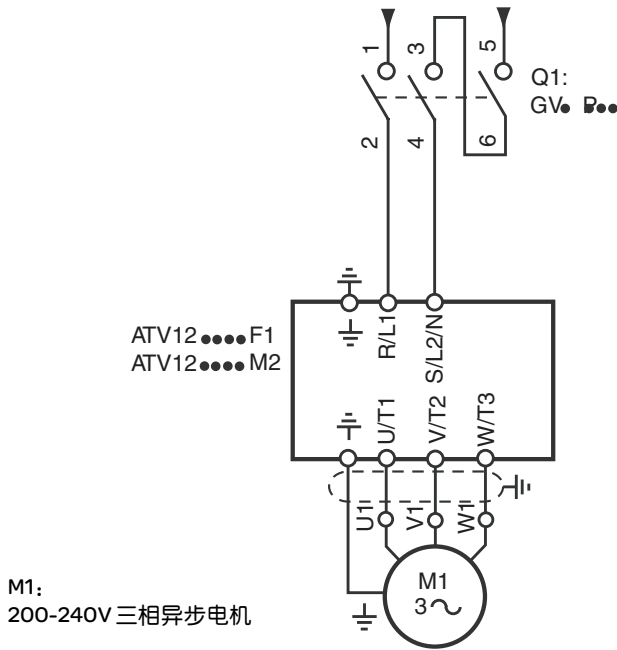 1
3
5
Q1:
GV● P●●
2
4
6
R/L1
S/L2/N
ATV12●●●●F1
ATV12●●●●M2
U/T1
V/T2
W/T3
U1
V1
W1
M1
3～
M1：
200-240V 三相异步电机